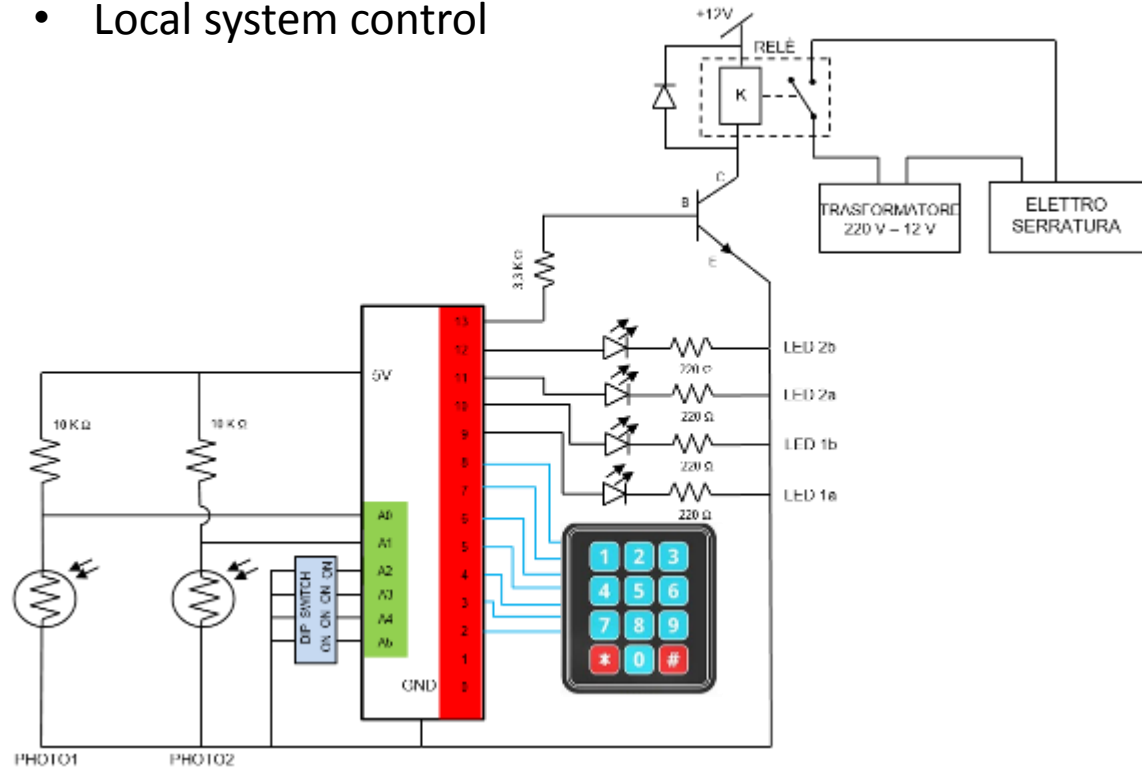 • Local system control
+12V
RELÈ
K
C
B
E
TRASFORMATORE
220 V – 12 V
ELETTRO
SERRATURA
3.3 K Ω
13
12
11
10
9
8
7
6
5
4
3
2
1
0
5V
A0
A1
A2
A3
A4
A5
GND
10 K Ω
10 K Ω
DIP SWITCH
ON ON ON ON
220 Ω
220 Ω
220 Ω
220 Ω
LED 2b
LED 2a
LED 1b
LED 1a
1 2 3
4 5 6
7 8 9
* 0 #
PHOTO1
PHOTO2